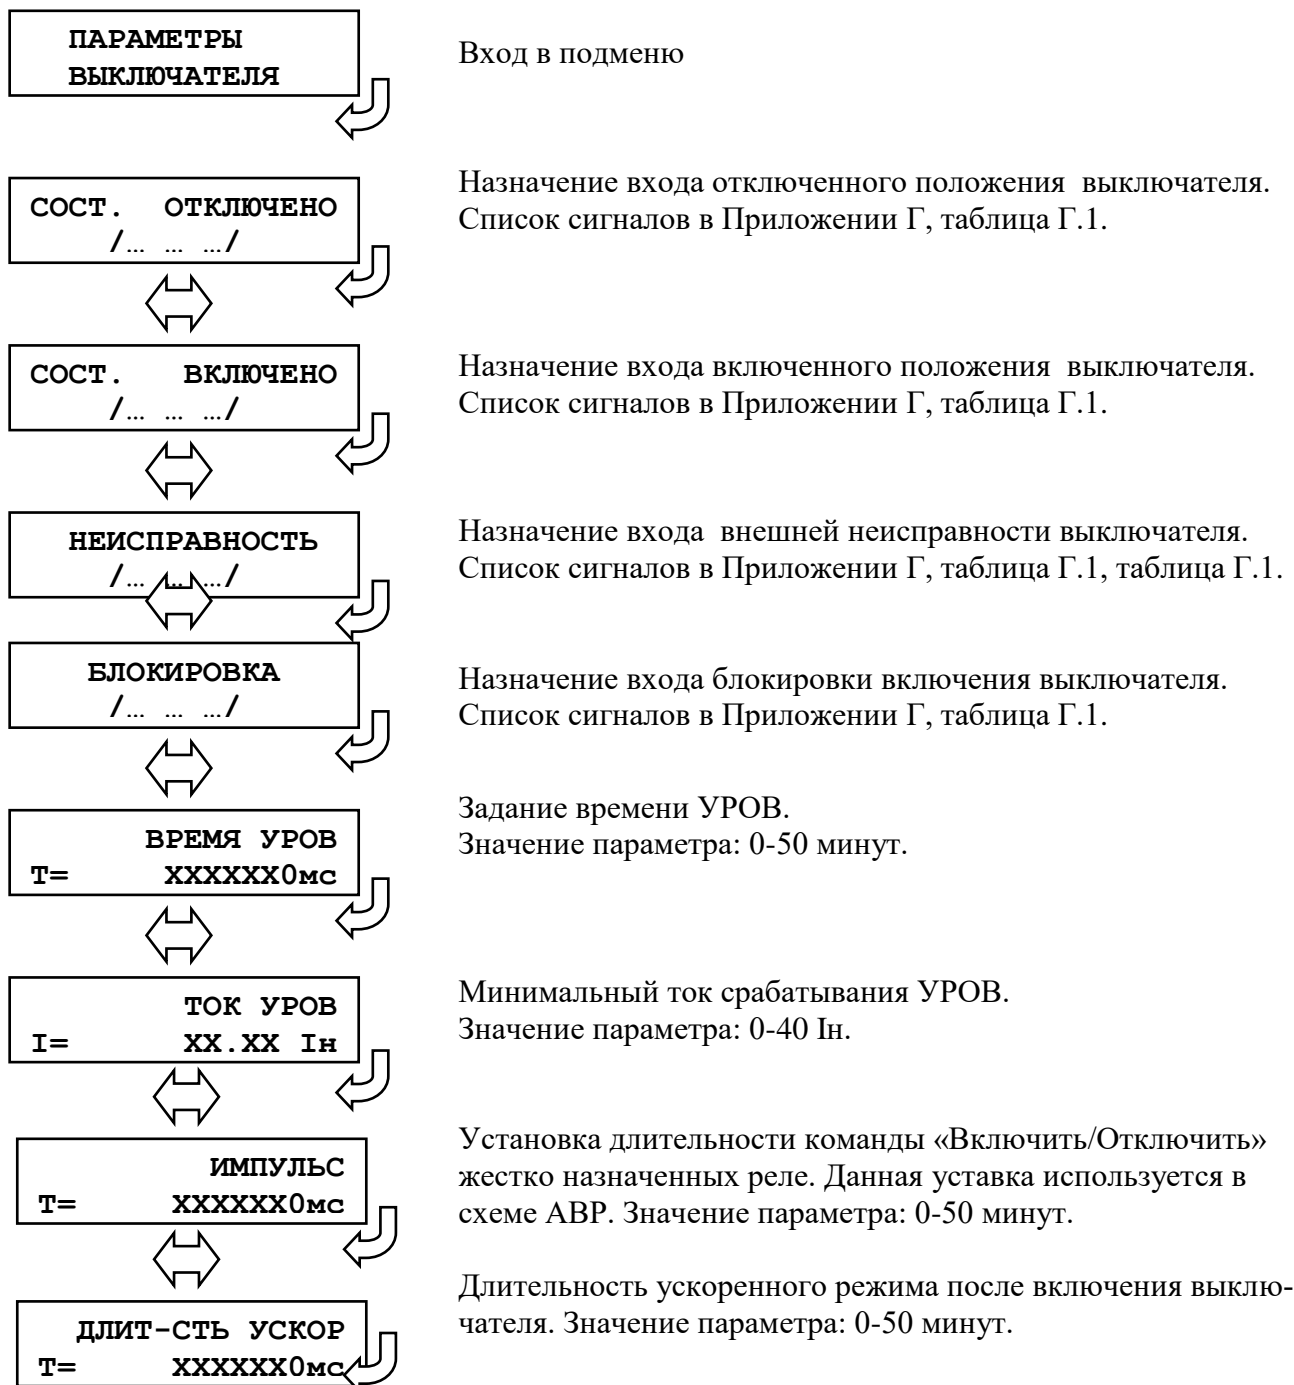 ПАРАМЕТРЫ
ВЫКЛЮЧАТЕЛЯ
Вход в подменю
СОСТ. ОТКЛЮЧЕНО
/… … …/
Назначение входа отключенного положения выключателя.
Список сигналов в Приложении Г, таблица Г.1.
СОСТ. ВКЛЮЧЕНО
/… … …/
Назначение входа включенного положения выключателя.
Список сигналов в Приложении Г, таблица Г.1.
НЕИСПРАВНОСТЬ
/… … …/
Назначение входа внешней неисправности выключателя.
Список сигналов в Приложении Г, таблица Г.1, таблица Г.1.
БЛОКИРОВКА
/… … …/
Назначение входа блокировки включения выключателя.
Список сигналов в Приложении Г, таблица Г.1.
ВРЕМЯ УРОВ
Т= ХХХХХХ0мс
Задание времени УРОВ.
Значение параметра: 0-50 минут.
ТОК УРОВ
I= ХХ.ХХ Iн
Минимальный ток срабатывания УРОВ.
Значение параметра: 0-40 Iн.
ИМПУЛЬС
Т= ХХХХХХ0мс
Установка длительности команды «Включить/Отключить»
жестко назначенных реле. Данная уставка используется в
схеме АВР. Значение параметра: 0-50 минут.
ДЛИТ-СТЬ УСКОР
Т= ХХХХХХ0мс
Длительность ускоренного режима после включения выклю-
чателя. Значение параметра: 0-50 минут.